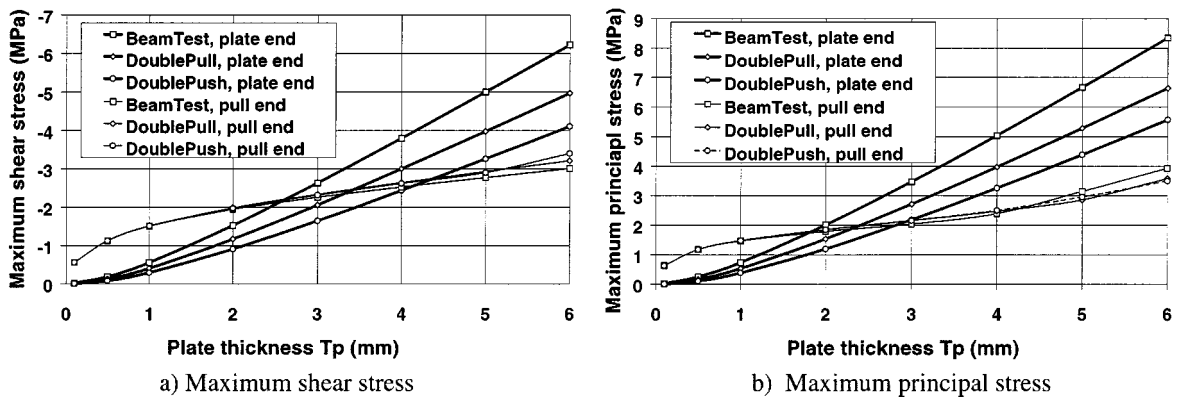 Maximum shear stress (MPa)
-7
-6
-5
-4
-3
-2
-1
0
BeamTest, plate end
DoublePull, plate end
DoublePush, plate end
BeamTest, pull end
DoublePull, pull end
DoublePush, pull end
0 1 2 3 4 5 6
Plate thickness Tp (mm)
a) Maximum shear stress
Maximum princiapl stress (MPa)
9
8
7
6
5
4
3
2
1
0
BeamTest, plate end
DoublePull, plate end
DoublePush, plate end
BeamTest, pull end
DoublePull, pull end
DoublePush, pull end
0 1 2 3 4 5 6
Plate thickness Tp (mm)
b) Maximum principal stress